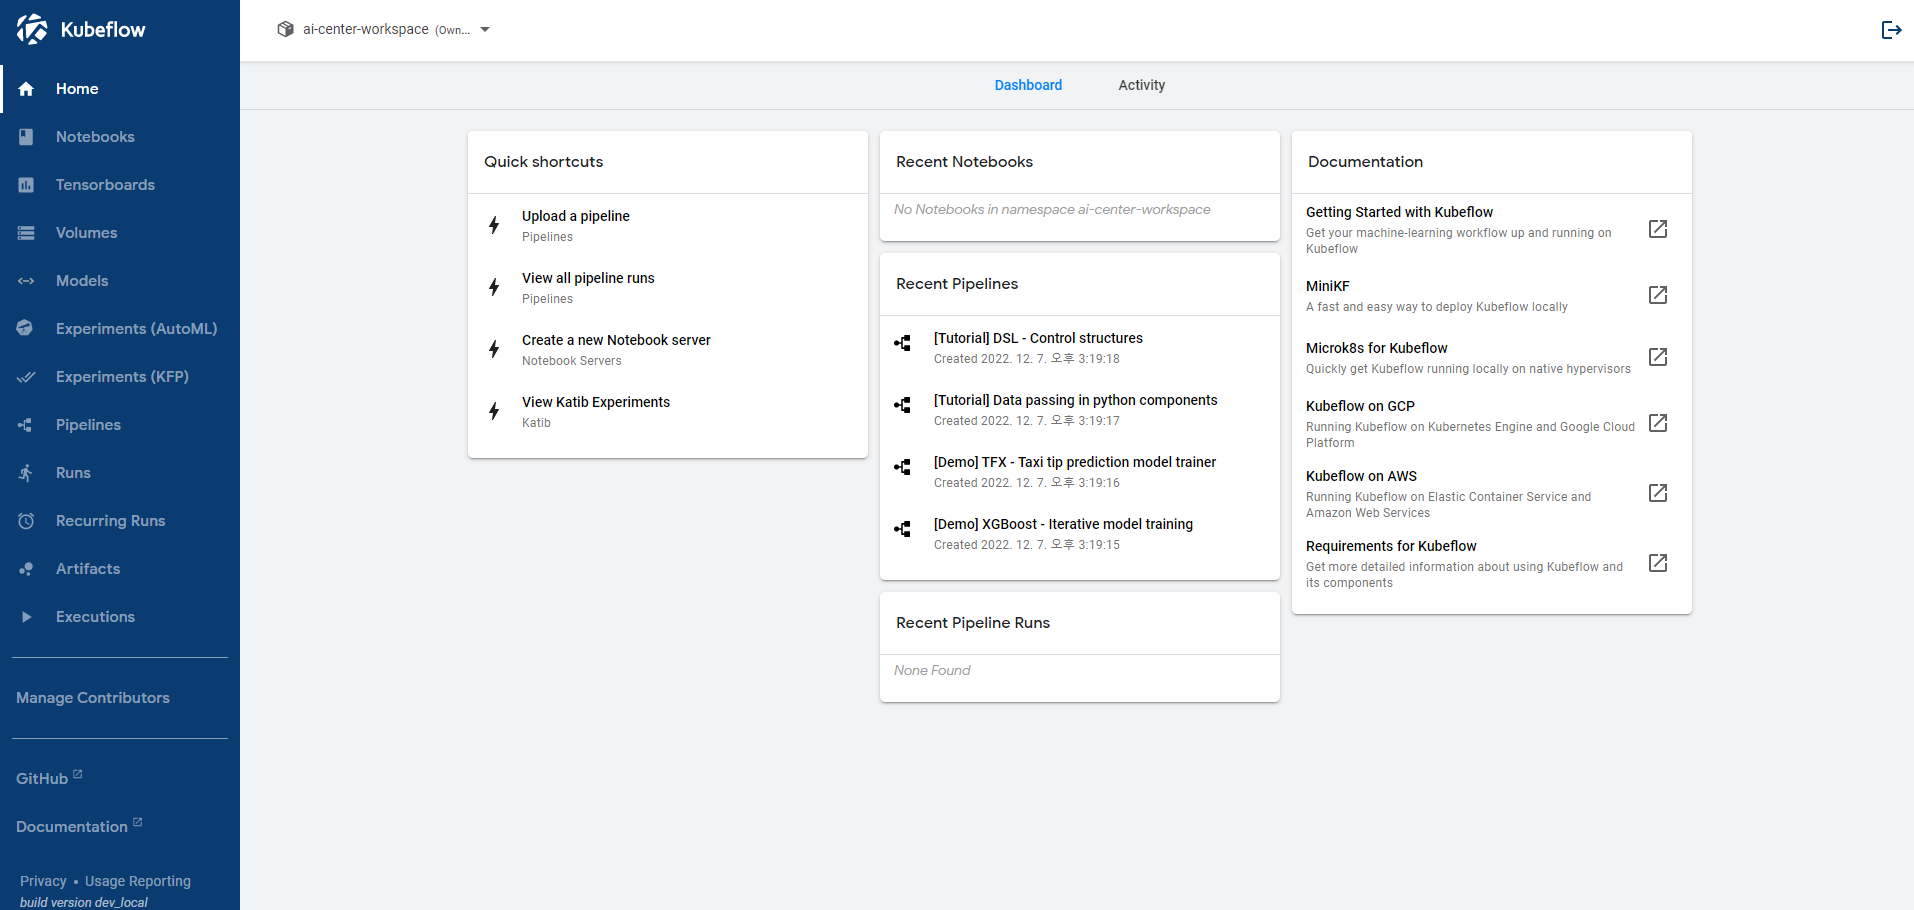 Kubeflow
Home
Notebooks
Tensorboards
Volumes
Models
Experiments (AutoML)
Experiments (KFP)
Pipelines
Runs
Recurring Runs
Artifacts
Executions
Manage Contributors
GitHub
Documentation
Privacy • Usage Reporting
build version dev_local
ai-center-workspace (Own...
Dashboard
Activity
Quick shortcuts
Upload a pipeline
Pipelines
View all pipeline runs
Pipelines
Create a new Notebook server
Notebook Servers
View Katib Experiments
Katib
Recent Notebooks
No Notebooks in namespace ai-center-workspace
Recent Pipelines
[Tutorial] DSL - Control structures
Created 2022. 12. 7. 오후 3:19:18
[Tutorial] Data passing in python components
Created 2022. 12. 7. 오후 3:19:17
[Demo] TFX - Taxi tip prediction model trainer
Created 2022. 12. 7. 오후 3:19:16
[Demo] XGBoost - Iterative model training
Created 2022. 12. 7. 오후 3:19:15
Recent Pipeline Runs
None Found
Documentation
Getting Started with Kubeflow
Get your machine-learning workflow up and running on
Kubeflow
MiniKF
A fast and easy way to deploy Kubeflow locally
Microk8s for Kubeflow
Quickly get Kubeflow running locally on native hypervisors
Kubeflow on GCP
Running Kubeflow on Kubernetes Engine and Google Cloud
Platform
Kubeflow on AWS
Running Kubeflow on Elastic Container Service and
Amazon Web Services
Requirements for Kubeflow
Get more detailed information about using Kubeflow and
its components